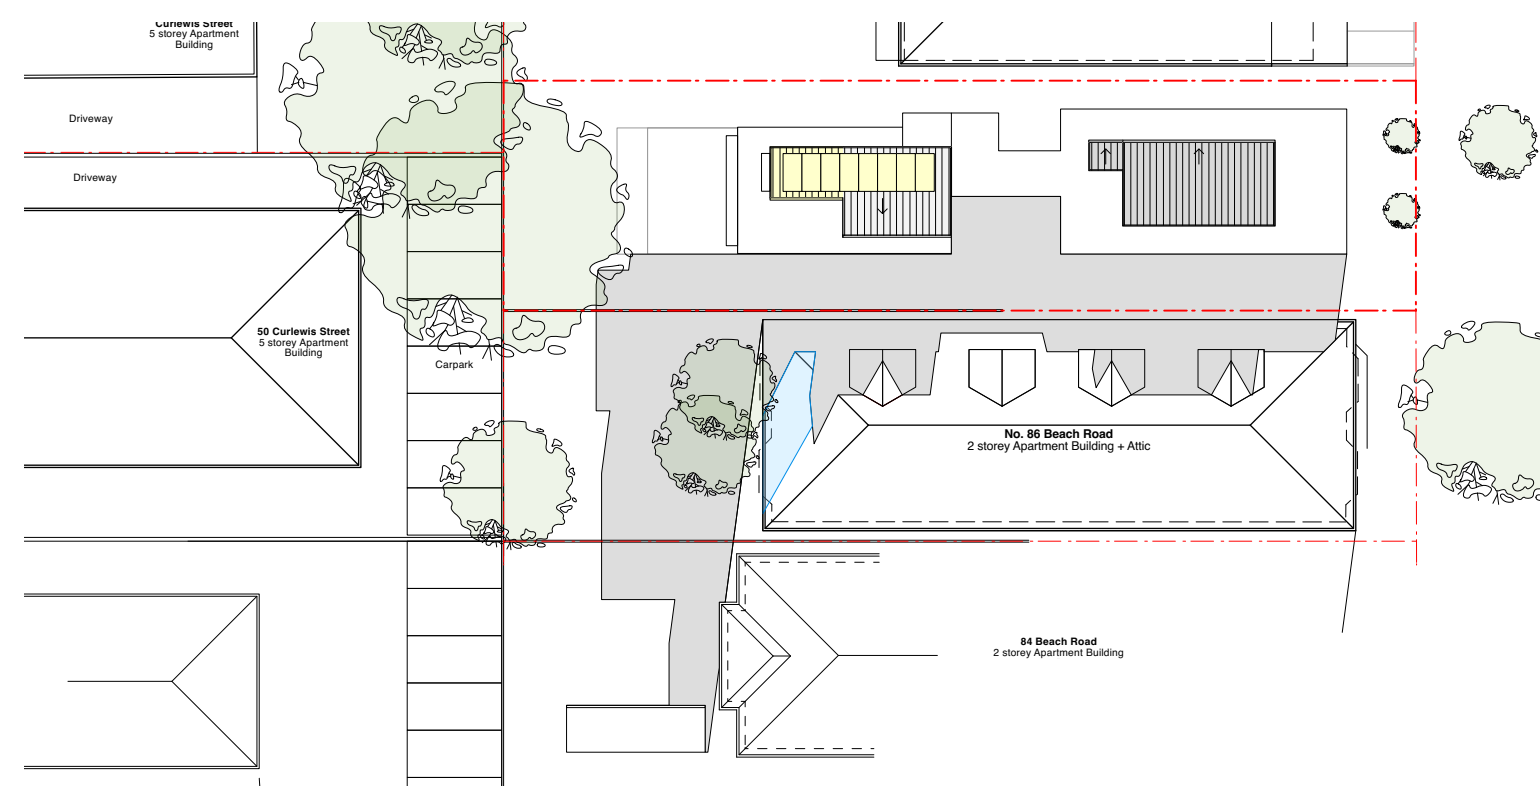 Curlewis Street
5 storey Apartment
Building
Driveway
Driveway
50 Curlewis Street
5 storey Apartment
Building
Carpark
No. 86 Beach Road
2 storey Apartment Building + Attic
84 Beach Road
2 storey Apartment Building